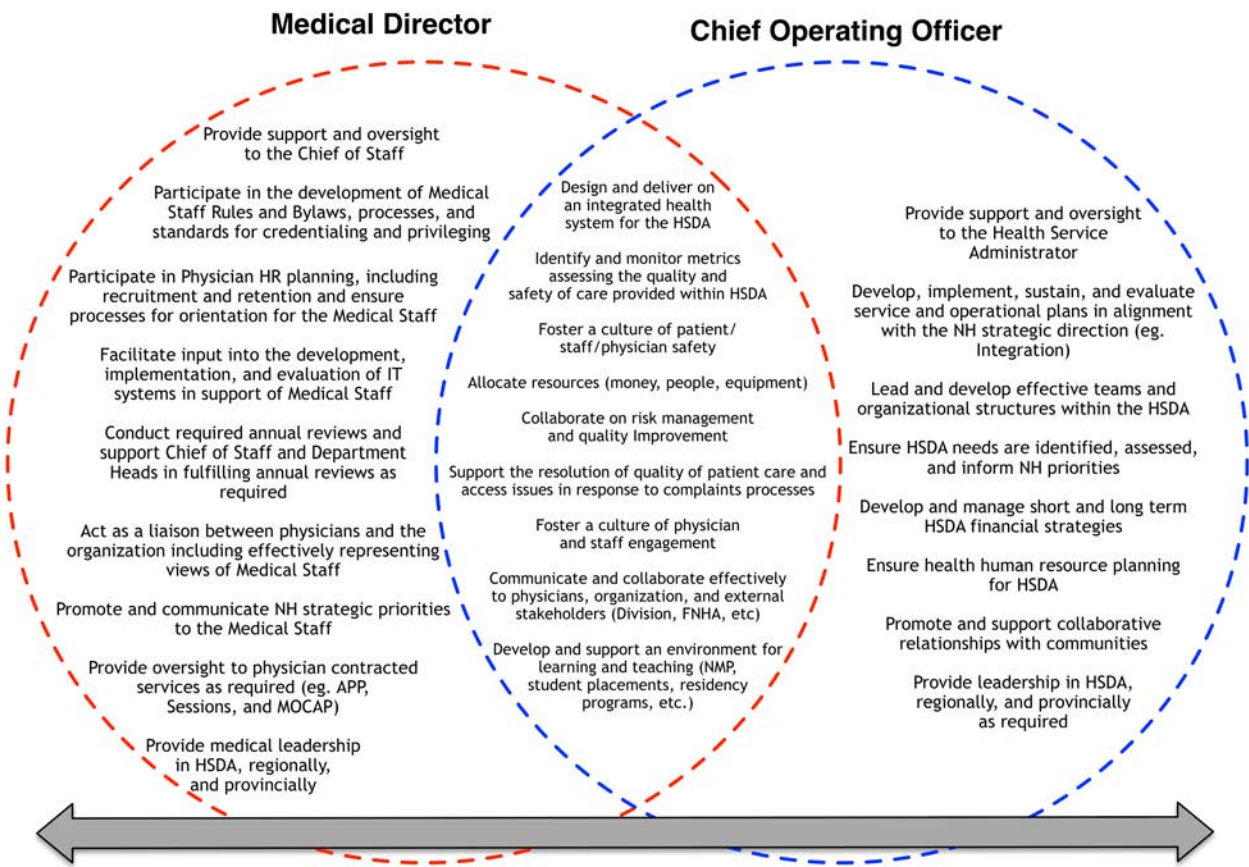 Medical Director
Chief Operating Officer
Provide support and oversight
to the Chief of Staff
Participate in the development of Medical
Staff Rules and Bylaws, processes, and
standards for credentialing and privileging
Participate in Physician HR planning, including
recruitment and retention and ensure
processes for orientation for the Medical Staff
Facilitate input into the development,
implementation, and evaluation of IT
systems in support of Medical Staff
Conduct required annual reviews and
support Chief of Staff and Department
Heads in fulfilling annual reviews as
required
Act as a liaison between physicians and the
organization including effectively representing
views of Medical Staff
Promote and communicate NH strategic priorities
to the Medical Staff
Provide oversight to physician contracted
services as required (eg. APP,
Sessions, and MOCAP)
Provide medical leadership
in HSDA, regionally,
and provincially
Design and deliver on
an integrated health
system for the HSDA
Identify and monitor metrics
assessing the quality and
safety of care provided within HSDA
Foster a culture of patient/
staff/physician safety
Allocate resources (money, people, equipment)
Collaborate on risk management
and quality Improvement
Support the resolution of quality of patient care and
access issues in response to complaints processes
Foster a culture of physician
and staff engagement
Communicate and collaborate effectively
to physicians, organization, and external
stakeholders (Division, FNHA, etc)
Develop and support an environment for
learning and teaching (NMP,
student placements, residency
programs, etc.)
Provide support and oversight
to the Health Service
Administrator
Develop, implement, sustain, and evaluate
service and operational plans in alignment
with the NH strategic direction (eg.
Integration)
Lead and develop effective teams and
organizational structures within the HSDA
Ensure HSDA needs are identified, assessed,
and inform NH priorities
Develop and manage short and long term
HSDA financial strategies
Ensure health human resource planning
for HSDA
Promote and support collaborative
relationships with communities
Provide leadership in HSDA,
regionally, and provincially
as required